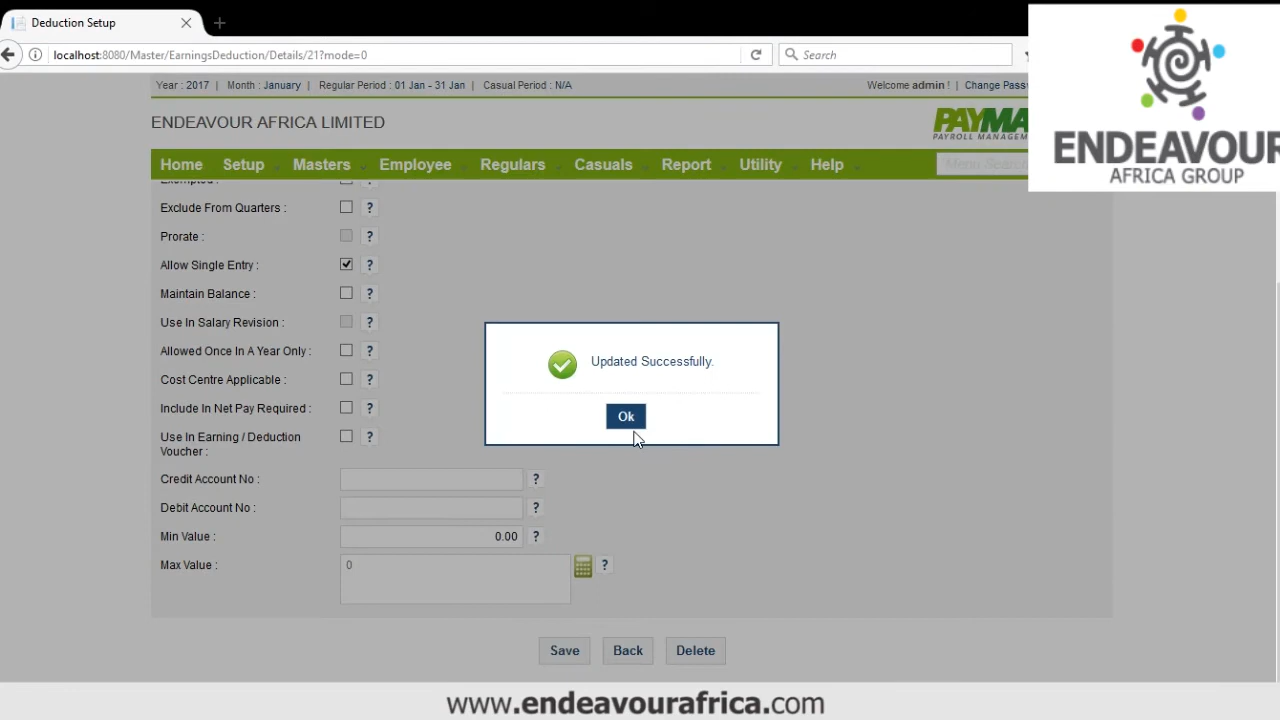 Deduction Setup
localhost:8080/Master/EarningsDeduction/Details/21?mode=0
Search
Year : 2017 | Month : January | Regular Period : 01 Jan - 31 Jan | Casual Period : N/A
Welcome admin ! | Change Pass
ENDEAVOUR AFRICA LIMITED
PAYMA
PAYROLL MANAGEM
ENDEAVOUR
AFRICA GROUP
Home Setup Masters Employee Regulars Casuals Report Utility Help
Menu Search
Exempted :
?
Exclude From Quarters :
?
Prorate :
?
Allow Single Entry :
?
Maintain Balance :
?
Use In Salary Revision :
?
Allowed Once In A Year Only :
?
Cost Centre Applicable :
?
Include In Net Pay Required :
?
Use In Earning / Deduction
Voucher :
?
Credit Account No :
?
Debit Account No :
?
Min Value :
0.00
?
Max Value :
0
?
Updated Successfully.
Ok
Save
Back
Delete
www.endeavourafrica.com